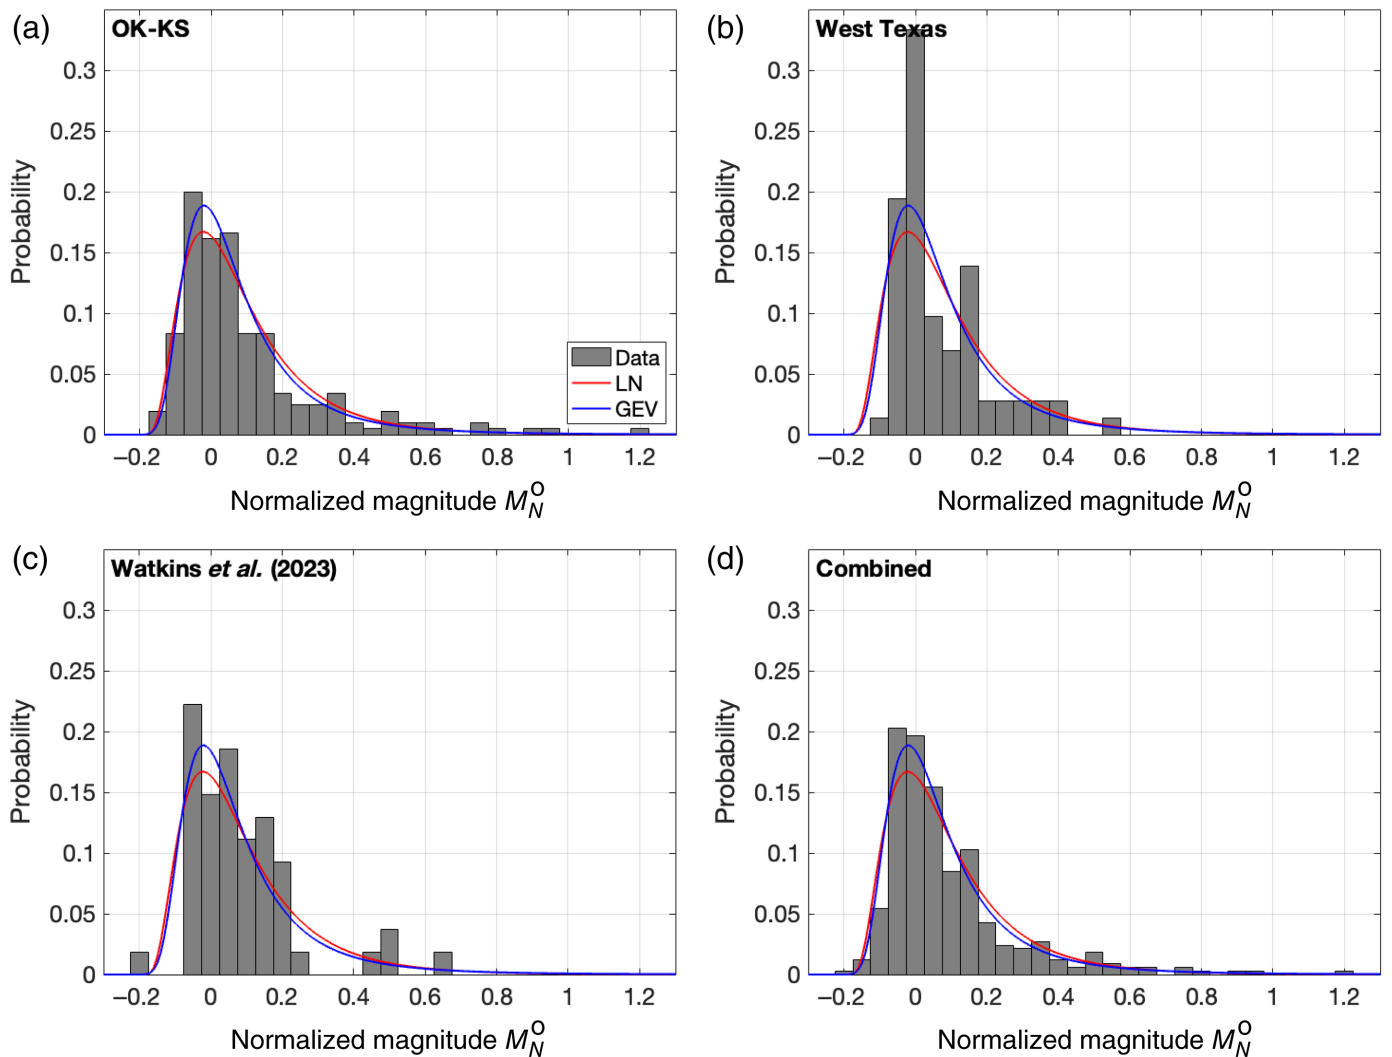 (a)
OK-KS
Probability
0.3
0.25
0.2
0.15
0.1
0.05
0
−0.2 0 0.2 0.4 0.6 0.8 1 1.2
Normalized magnitude M_N^O
Data
LN
GEV
(b)
West Texas
Probability
0.3
0.25
0.2
0.15
0.1
0.05
0
−0.2 0 0.2 0.4 0.6 0.8 1 1.2
Normalized magnitude M_N^O
(c)
Watkins et al. (2023)
Probability
0.3
0.25
0.2
0.15
0.1
0.05
0
−0.2 0 0.2 0.4 0.6 0.8 1 1.2
Normalized magnitude M_N^O
(d)
Combined
Probability
0.3
0.25
0.2
0.15
0.1
0.05
0
−0.2 0 0.2 0.4 0.6 0.8 1 1.2
Normalized magnitude M_N^O